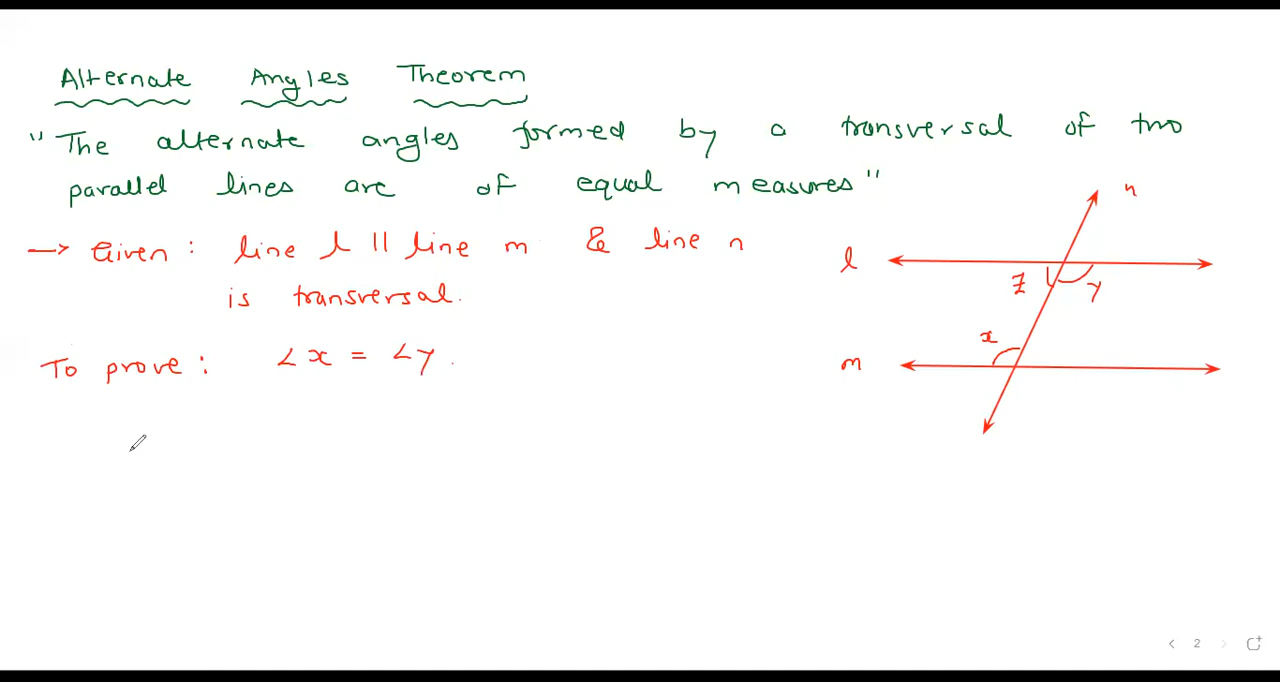 Alternate Angles Theorem
"The alternate angles formed by a transversal of two
parallel lines are of equal measures"
→ Given: line l || line m & line n
is transversal.
To prove: ∠x = ∠y.
n
l
z y
x
m
2